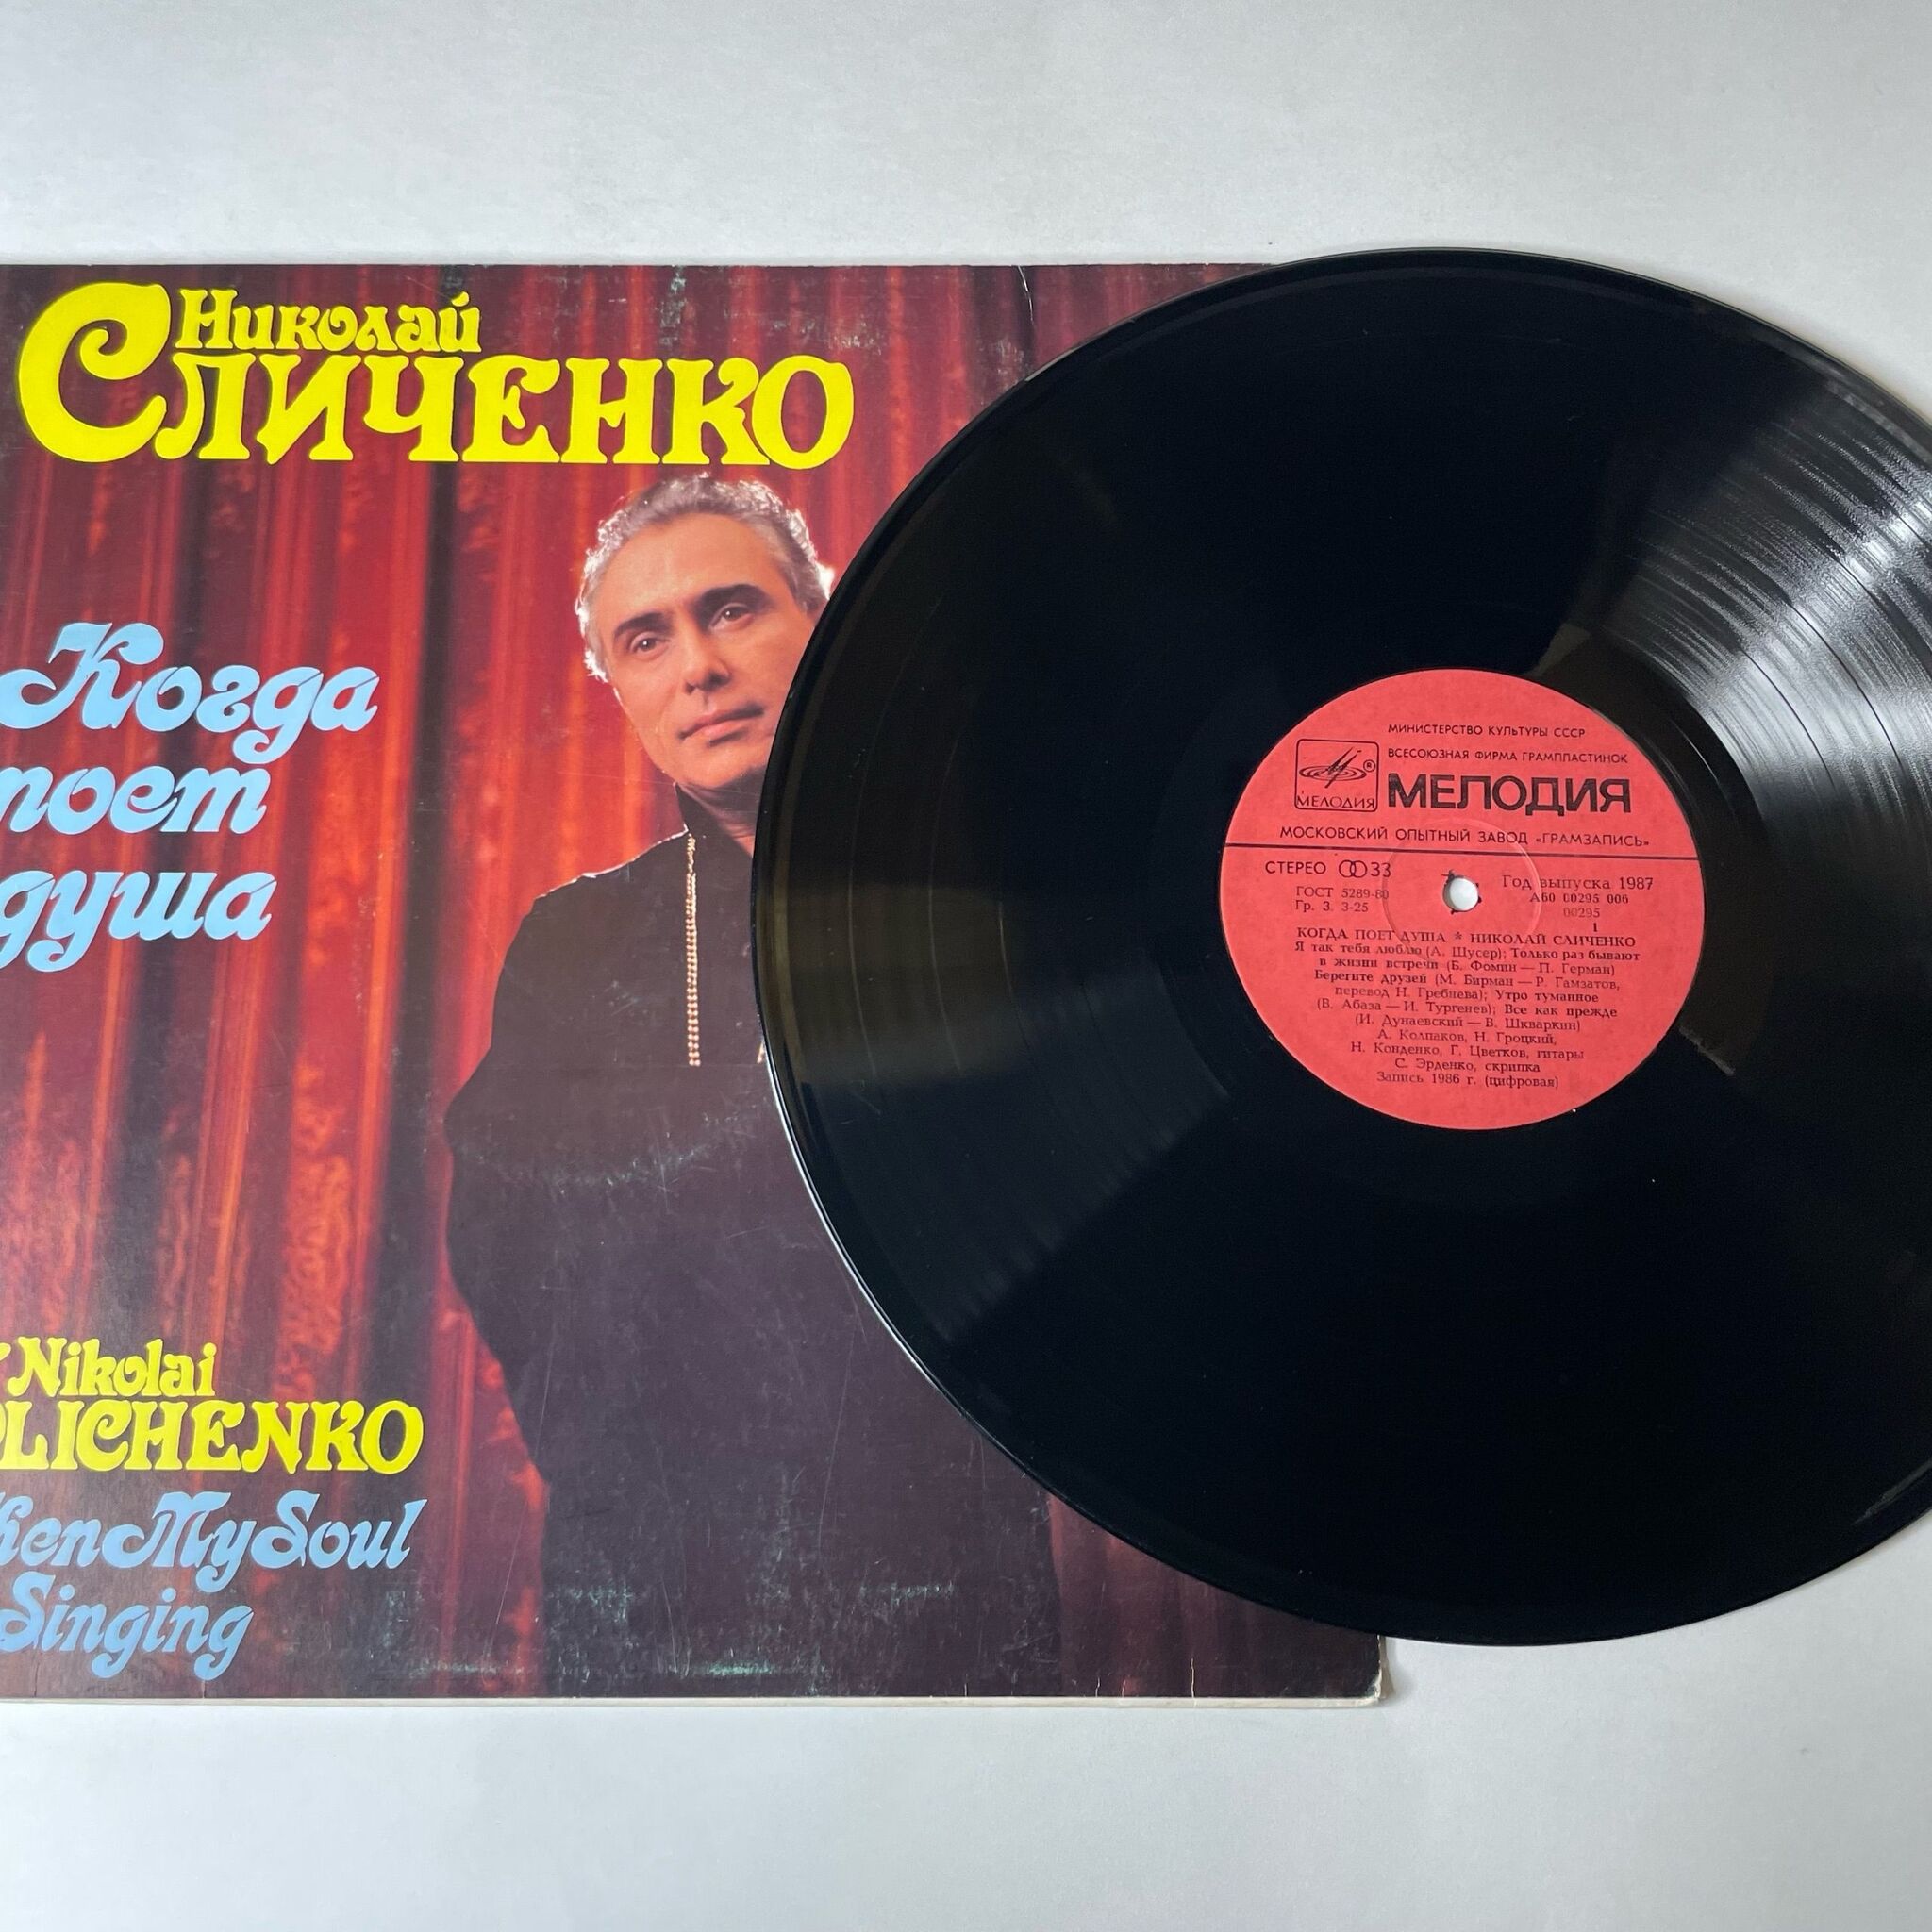 Николай
Сличенко
Когда
поет
душа
Nikolai
SLICHENKO
When My Soul
Singing
МИНИСТЕРСТВО КУЛЬТУРЫ СССР
ВСЕСОЮЗНАЯ ФИРМА ГРАМПЛАСТИНОК
МЕЛОДИЯ
МЕЛОДИЯ
МОСКОВСКИЙ ОПЫТНЫЙ ЗАВОД «ГРАМЗАПИСЬ»
СТЕРЕО 33
ГОСТ 5289-80
Гр. 3. 3-25
Год выпуска 1987
А60 00295 006
00295
1
КОГДА ПОЕТ ДУША * НИКОЛАЙ СЛИЧЕНКО
Я так тебя люблю (А. Шусер); Только раз бывают
в жизни встречи (Б. Фомин — П. Герман)
Берегите друзей (М. Бирман — Р. Гамзатов,
перевод Н. Гребнева); Утро туманное
(В. Абаза — И. Тургенев); Все как прежде
(И. Дунаевский — В. Шкваркин)
А. Колпаков, Н. Гроцкий,
Н. Конденко, Г. Цветков, гитары
С. Эрденко, скрипка
Запись 1986 г. (цифровая)